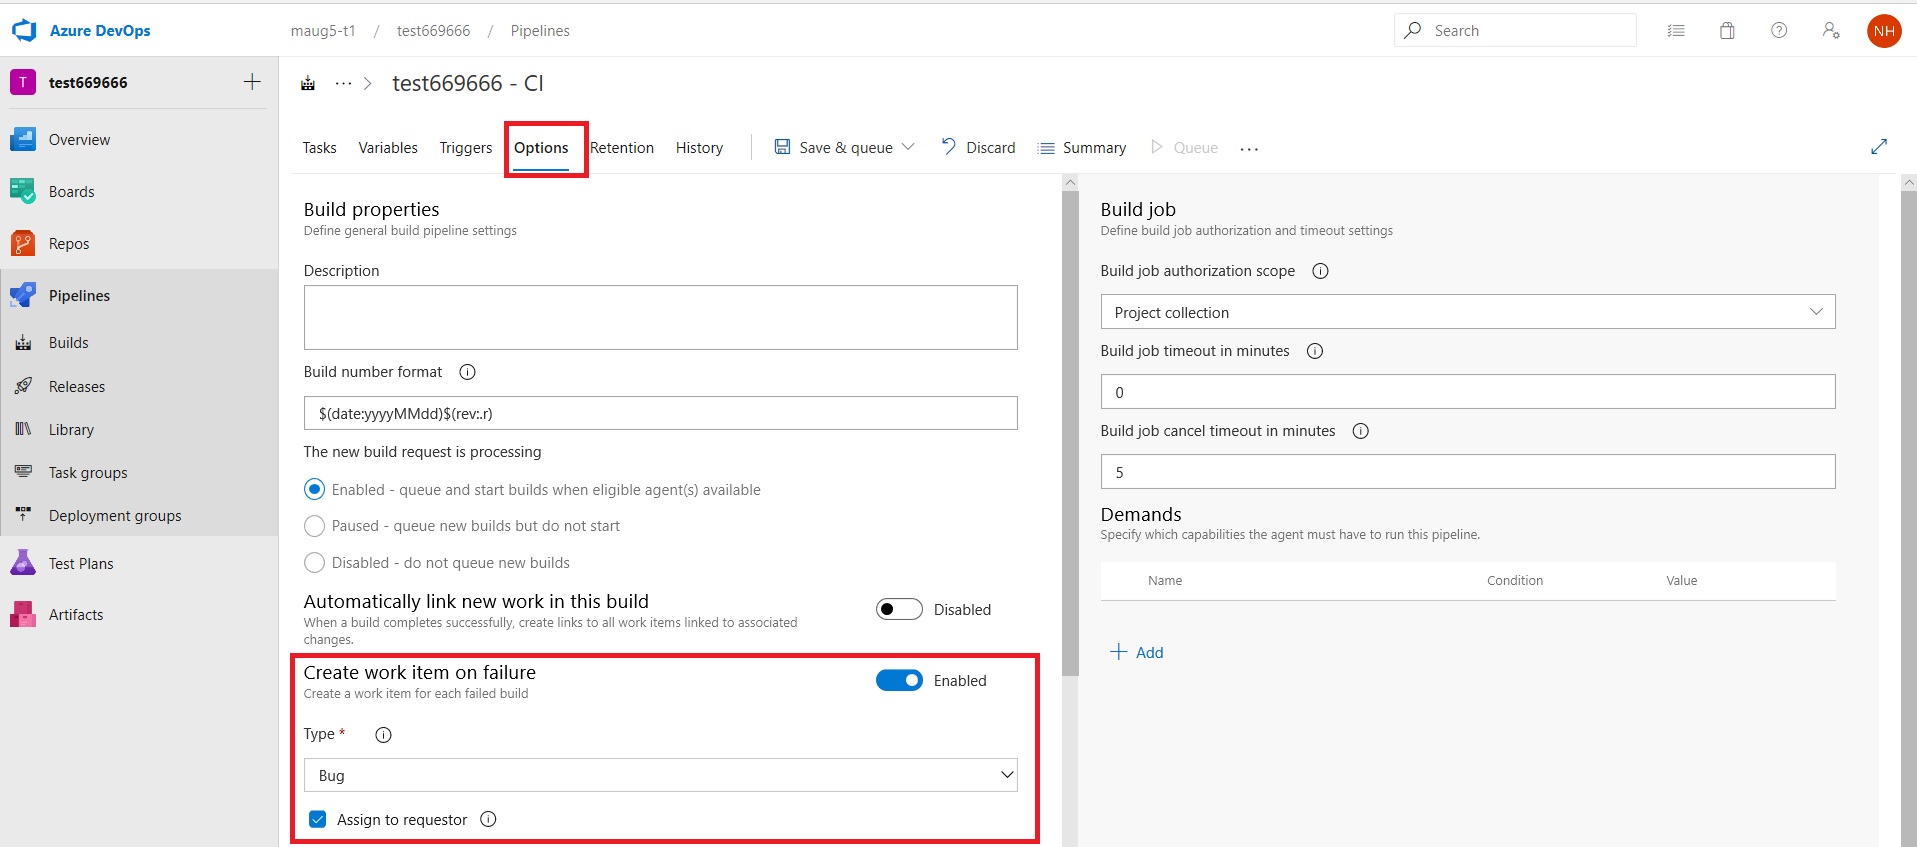 Azure DevOps
maug5-t1 / test669666 / Pipelines
Search
NH
T
test669666
Overview
Boards
Repos
Pipelines
Builds
Releases
Library
Task groups
Deployment groups
Test Plans
Artifacts
··· > test669666 - CI
Tasks Variables Triggers Options Retention History Save & queue Discard Summary Queue ···
Build properties
Define general build pipeline settings
Description
Build number format
$(date:yyyyMMdd)$(rev:.r)
The new build request is processing
Enabled - queue and start builds when eligible agent(s) available
Paused - queue new builds but do not start
Disabled - do not queue new builds
Automatically link new work in this build
Disabled
When a build completes successfully, create links to all work items linked to associated
changes.
Create work item on failure
Enabled
Create a work item for each failed build
Type *
Bug
Assign to requestor
Build job
Define build job authorization and timeout settings
Build job authorization scope
Project collection
Build job timeout in minutes
0
Build job cancel timeout in minutes
5
Demands
Specify which capabilities the agent must have to run this pipeline.
Name Condition Value
+ Add